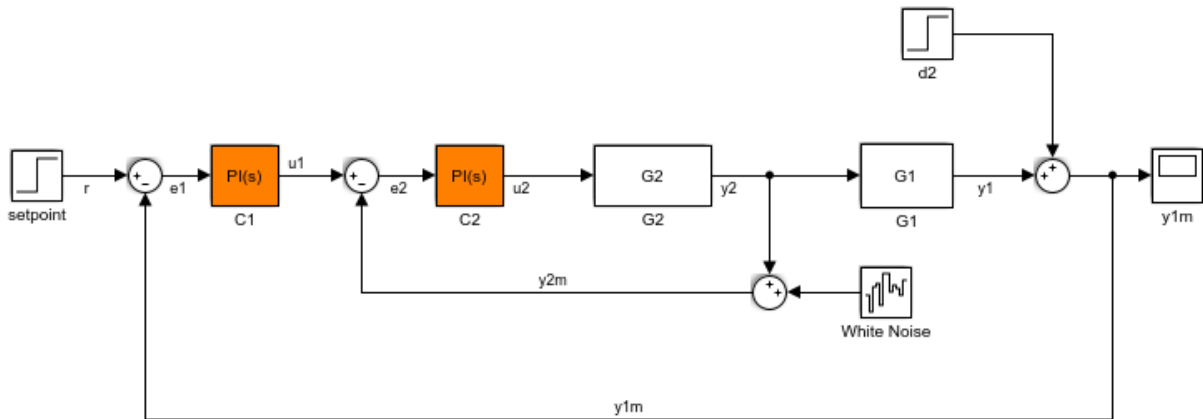 d2
u1
PI(s)
PI(s)
G2
G1
r
e1
e2
u2
y2
y1
setpoint
C1
C2
G2
G1
y1m
y2m
White Noise
y1m